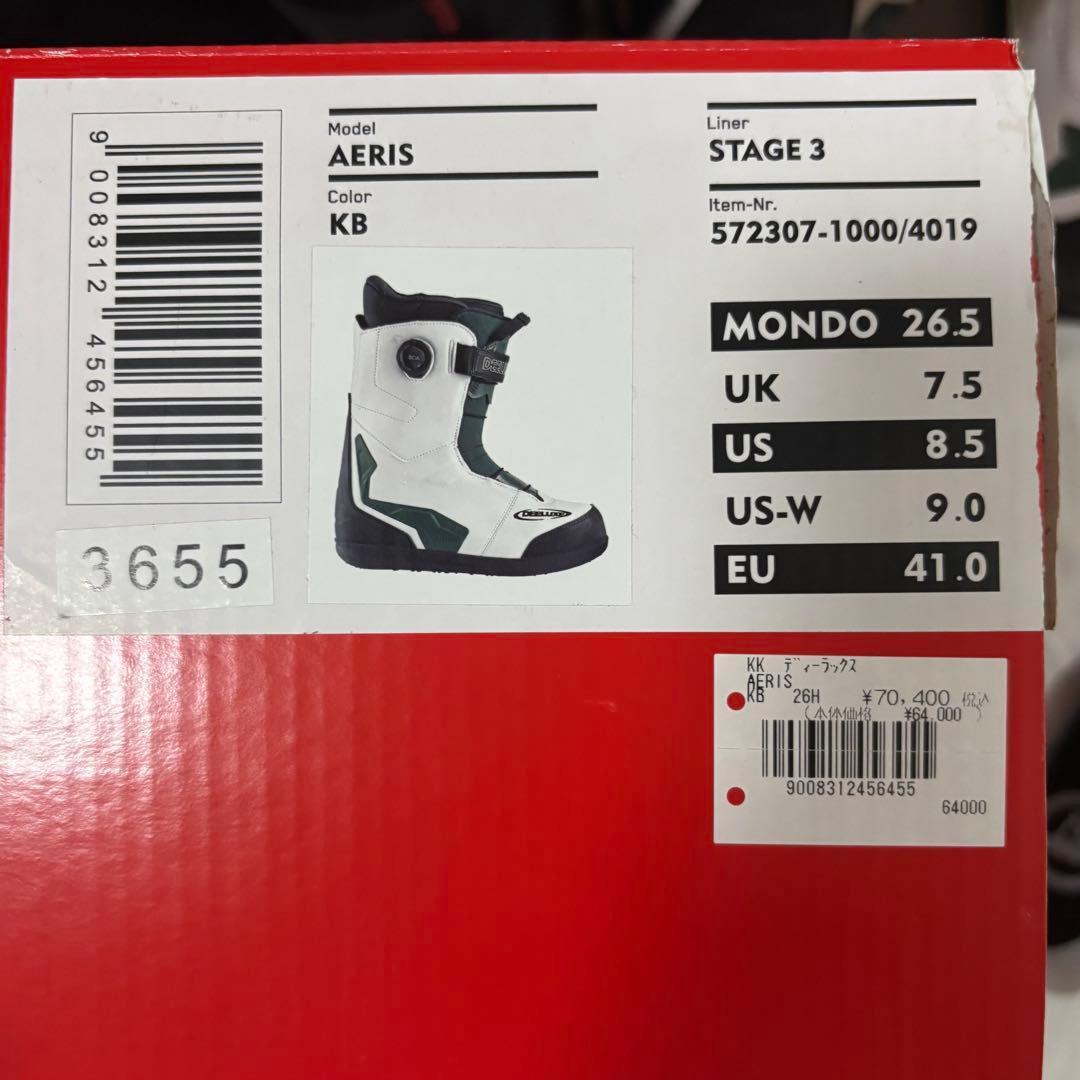 9 008312 456455
3655
Model
AERIS
Color
KB
BOA
DEELUXE
Liner
STAGE 3
Item-Nr.
572307-1000/4019
MONDO 26.5
UK 7.5
US 8.5
US-W 9.0
EU 41.0
KK ディーラックス
AERIS
KB 26H ¥70,400 税込
(本体価格 ¥64,000 )
9008312456455
64000